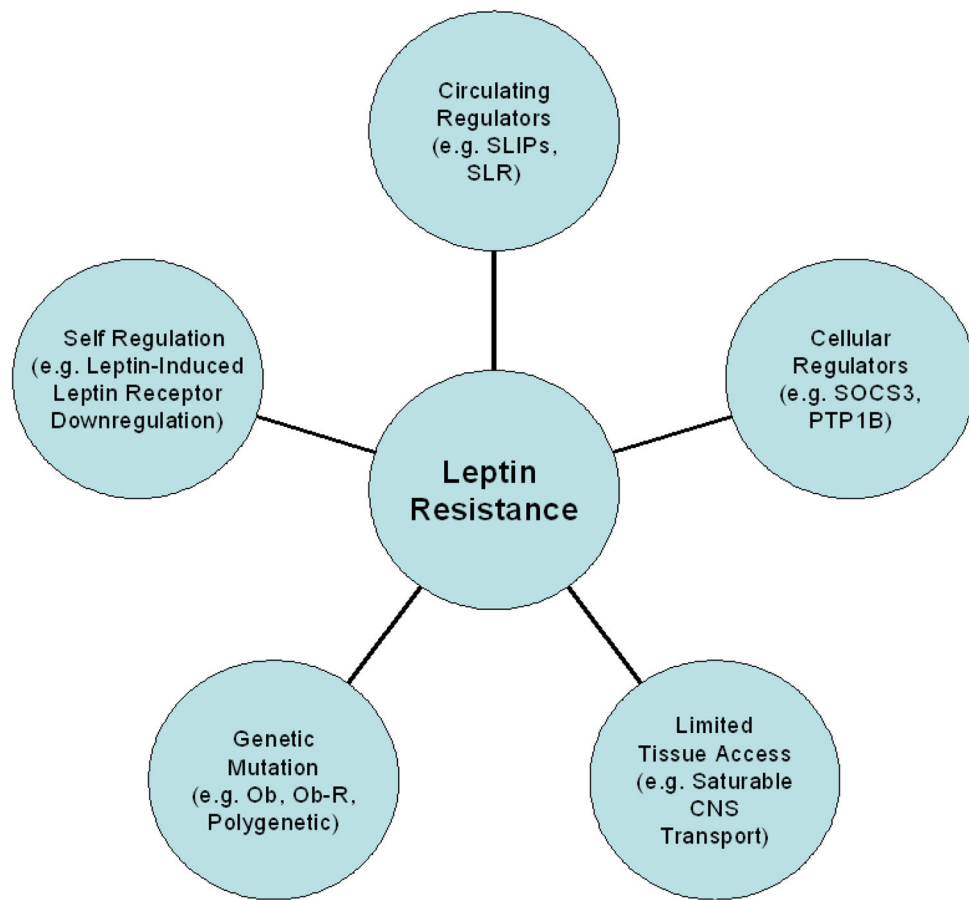 Circulating
Regulators
(e.g. SLIPs,
SLR)
Self Regulation
(e.g. Leptin-Induced
Leptin Receptor
Downregulation)
Cellular
Regulators
(e.g. SOCS3,
PTP1B)
Leptin
Resistance
Genetic
Mutation
(e.g. Ob, Ob-R,
Polygenetic)
Limited
Tissue Access
(e.g. Saturable
CNS
Transport)